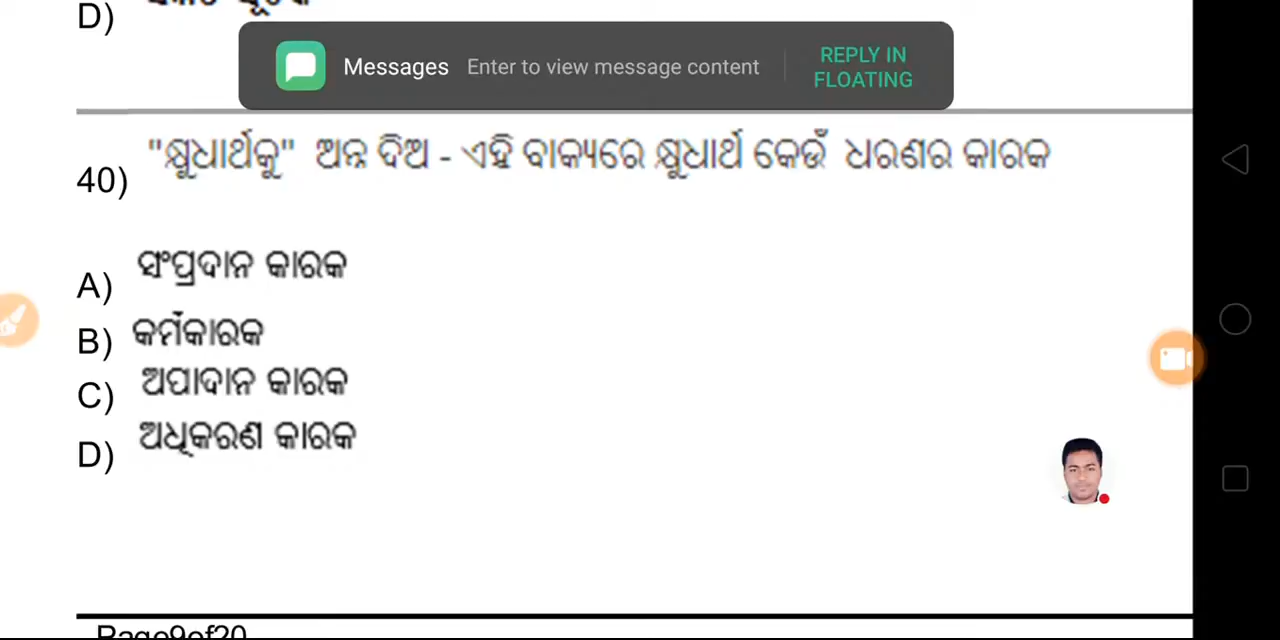 D)
Messages Enter to view message content REPLY IN
FLOATING
"କ୍ଷୁଧାର୍ଥକୁ" ଅନ୍ନ ଦିଅ - ଏହି ବାକ୍ୟରେ କ୍ଷୁଧାର୍ଥ କେଉଁ ଧରଣର କାରକ
40)
A) ସଂପ୍ରଦାନ କାରକ
B) କର୍ମକାରକ
C) ଅପାଦାନ କାରକ
D) ଅଧିକରଣ କାରକ
Page9of20